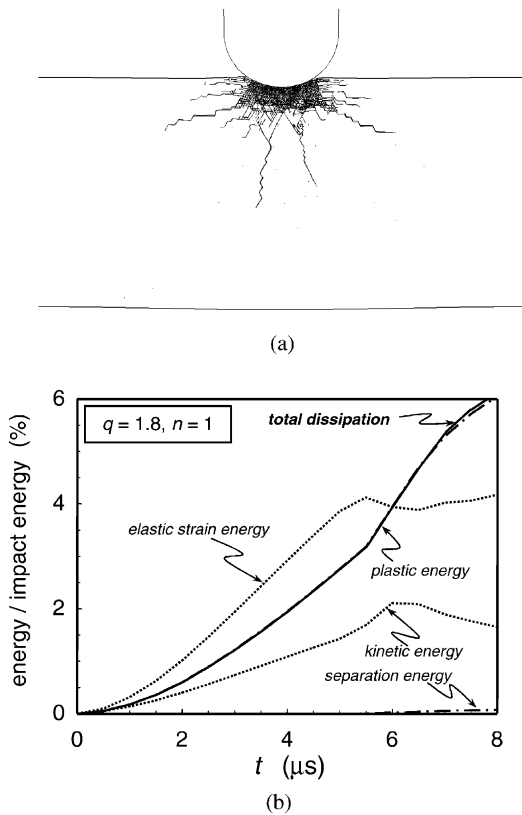 (a)
energy / impact energy (%)
6
4
2
0
q = 1.8, n = 1
total dissipation
elastic strain energy
plastic energy
kinetic energy
separation energy
0
2
4
6
8
t (μs)
(b)